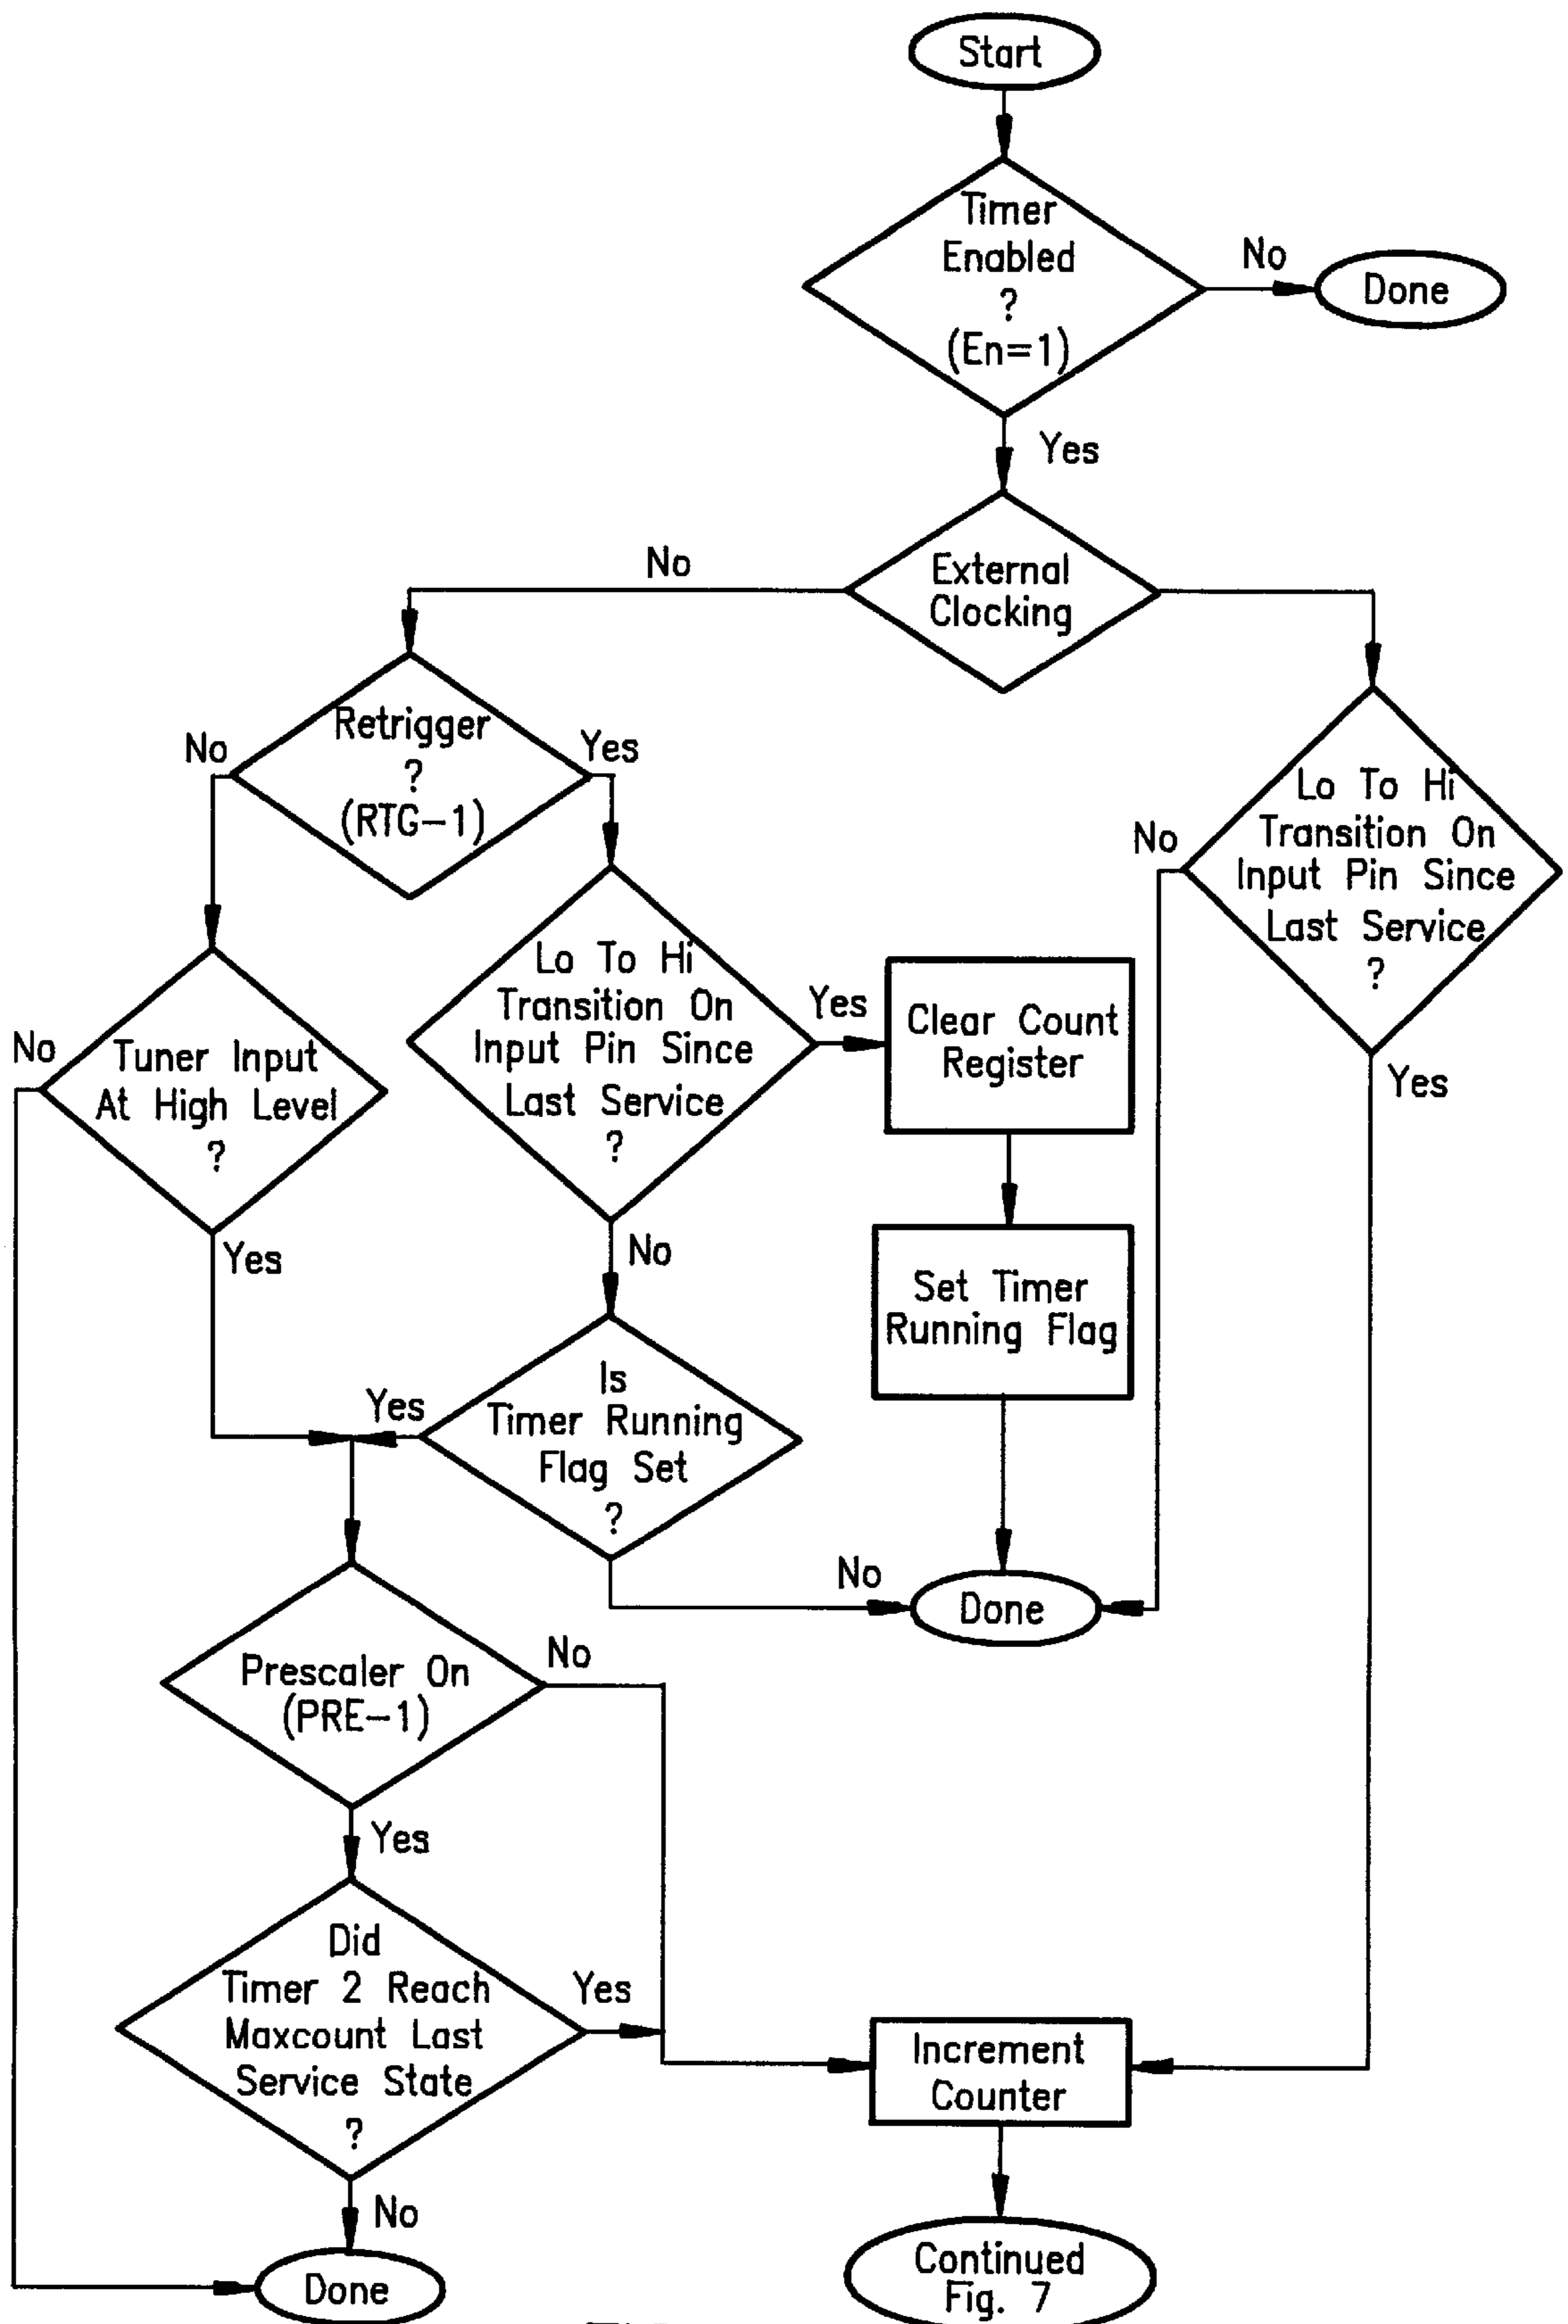 Start
Timer
Enabled
?
(En=1)
No
Done
Yes
External
Clocking
No
Retrigger
?
(RTG-1)
No
Yes
Lo To Hi
Transition On
Input Pin Since
Last Service
?
No
Yes
Lo To Hi
Transition On
Input Pin Since
Last Service
?
Yes
Clear Count
Register
No
Tuner Input
At High Level
?
Yes
No
Set Timer
Running Flag
Is
Timer Running
Flag Set
?
Yes
No
Done
Prescaler On
(PRE-1)
No
Yes
Did
Timer 2 Reach
Maxcount Last
Service State
?
Yes
No
Increment
Counter
Done
Continued
Fig. 7